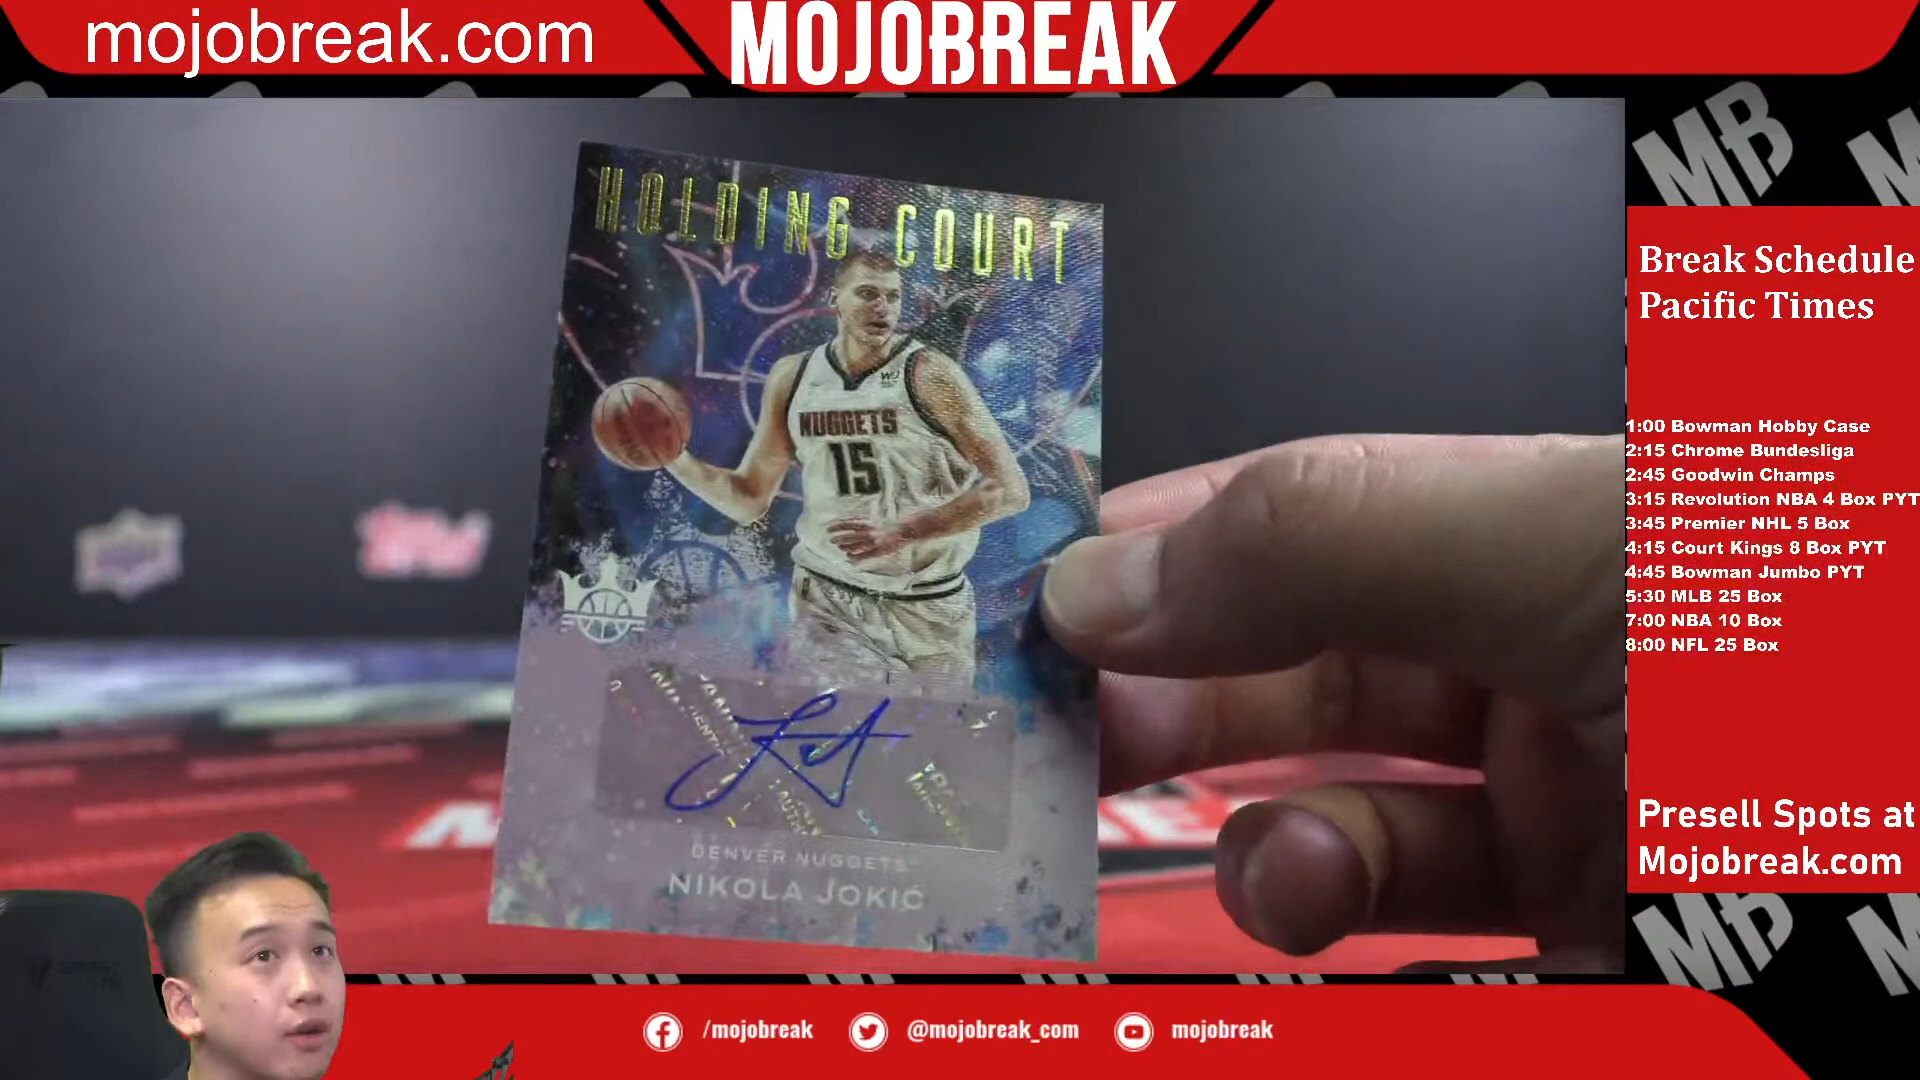 mojobreak.com
MOJOBREAK
HOLDING COURT
NUGGETS
15
DENVER NUGGETS
NIKOLA JOKIĆ
MB
Break Schedule
Pacific Times
1:00 Bowman Hobby Case
2:15 Chrome Bundesliga
2:45 Goodwin Champs
3:15 Revolution NBA 4 Box PYT
3:45 Premier NHL 5 Box
4:15 Court Kings 8 Box PYT
4:45 Bowman Jumbo PYT
5:30 MLB 25 Box
7:00 NBA 10 Box
8:00 NFL 25 Box
Presell Spots at
Mojobreak.com
MB
/mojobreak
@mojobreak_com
mojobreak